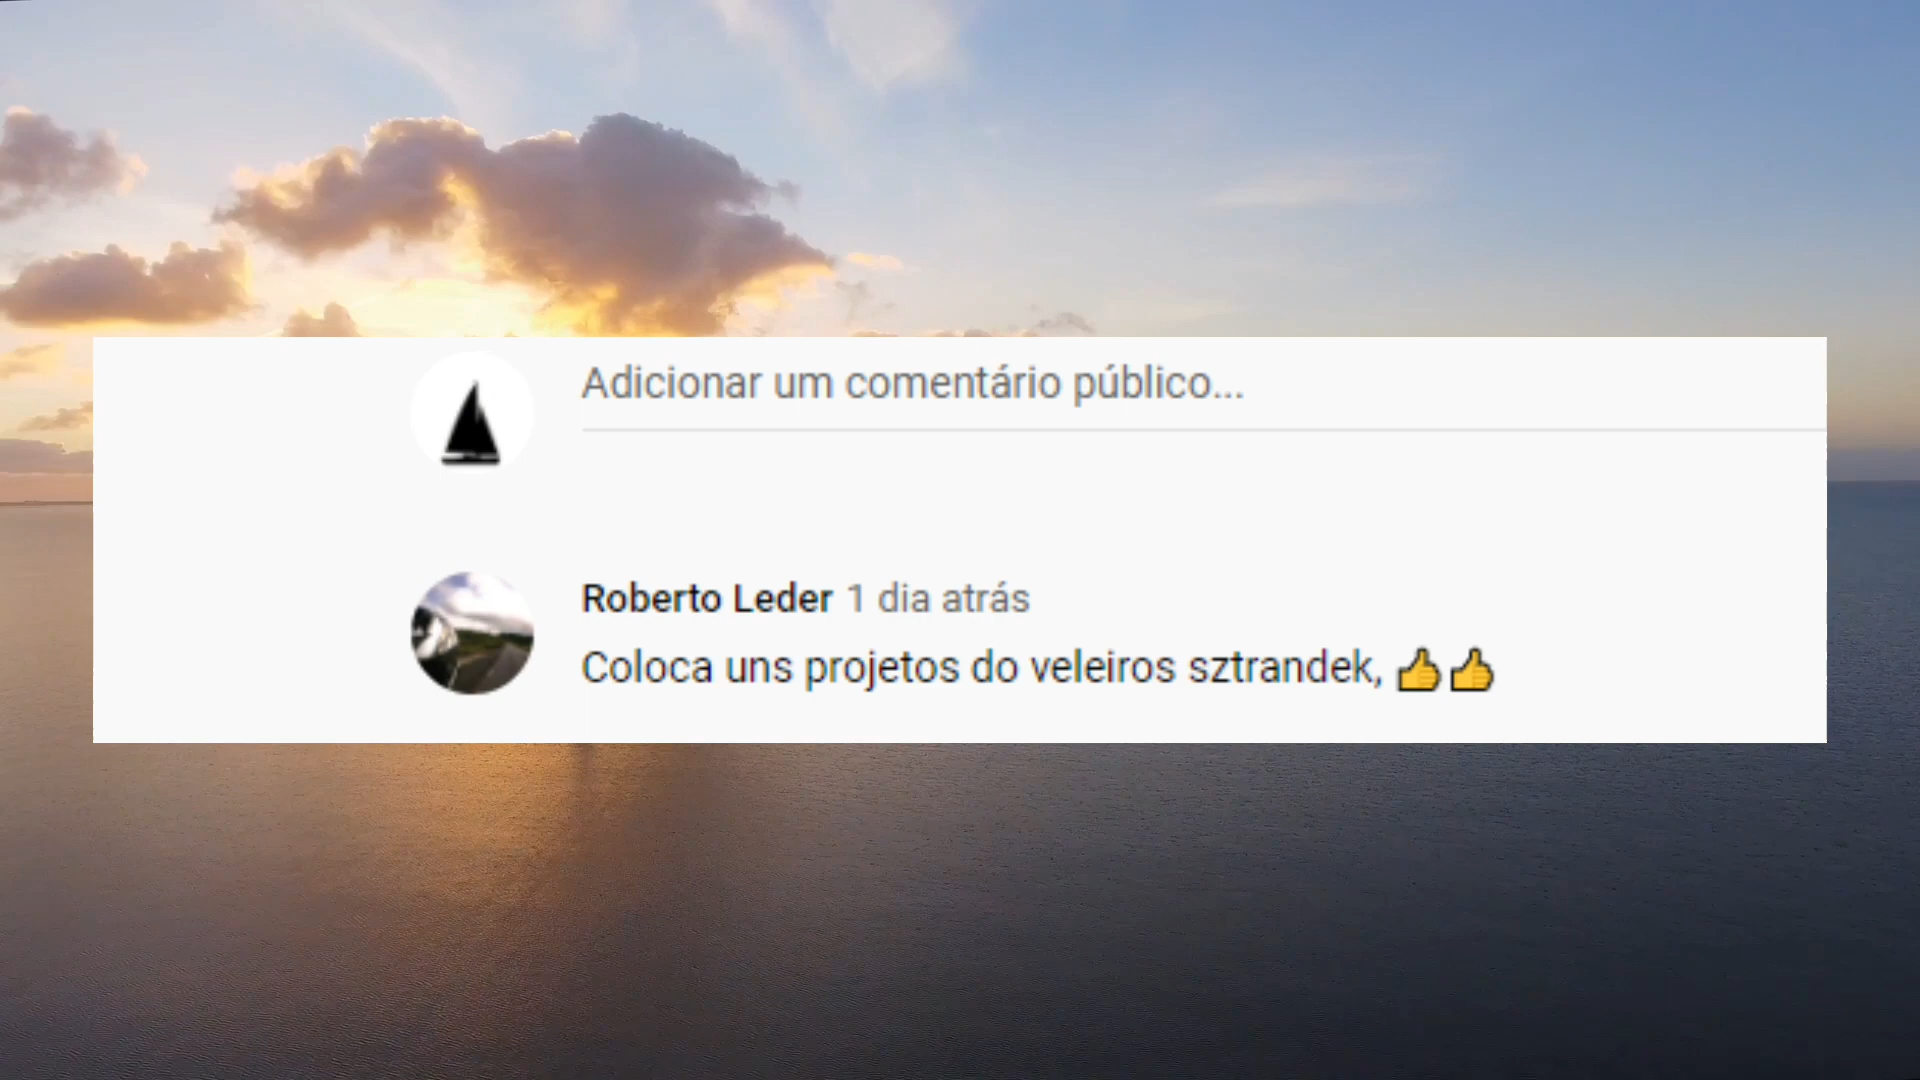 Adicionar um comentário público...
Roberto Leder 1 dia atrás
Coloca uns projetos do veleiros sztrandek, 👍👍